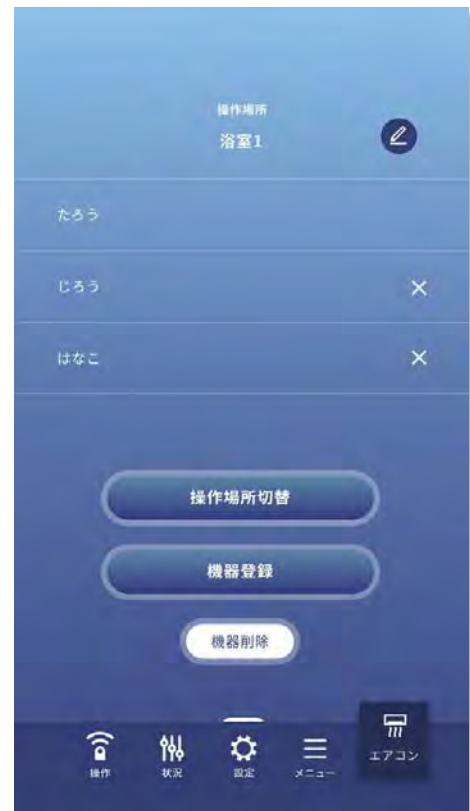 操作場所
浴室1
たろう
じろう
はなこ
操作場所切替
機器登録
機器削除
操作
状況
設定
メニュー
エアコン